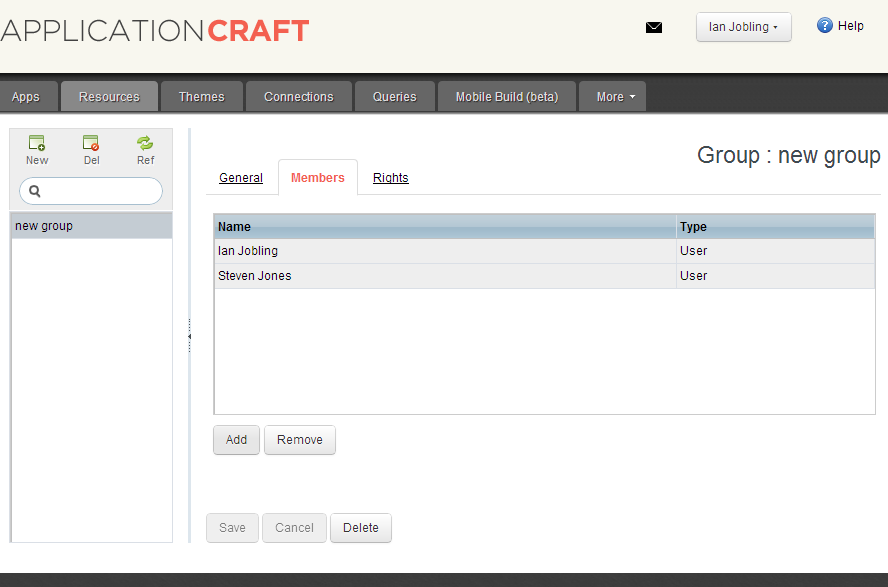 APPLICATIONCRAFT
Ian Jobling
Help
Apps Resources Themes Connections Queries Mobile Build (beta) More
New Del Ref
Group : new group
General Members Rights
new group
Name Type
Ian Jobling User
Steven Jones User
Add Remove
Save Cancel Delete